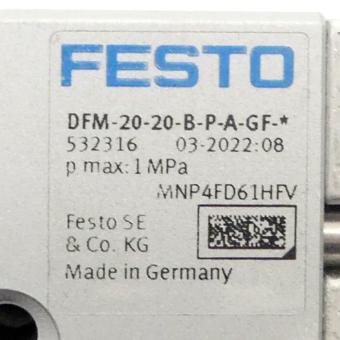 FESTO
DFM-20-20-B-P-A-GF-*
532316 03-2022:08
p max: 1 MPa
MNP4FD61HFV
Festo SE
& Co. KG
Made in Germany